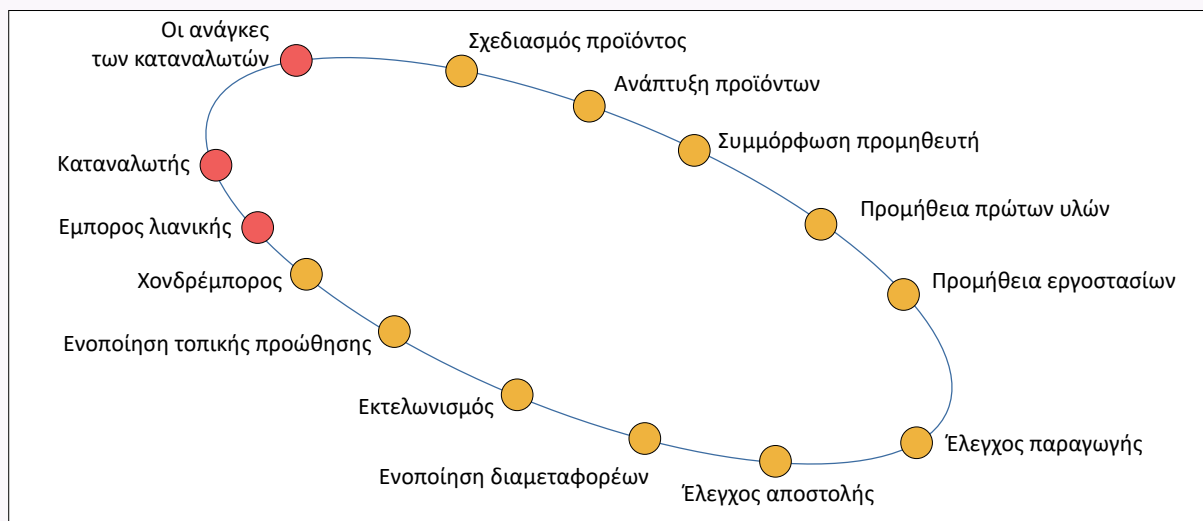 Οι ανάγκες
των καταναλωτών
Σχεδιασμός προϊόντος
Ανάπτυξη προϊόντων
Συμμόρφωση προμηθευτή
Προμήθεια πρώτων υλών
Προμήθεια εργοστασίων
Έλεγχος παραγωγής
Έλεγχος αποστολής
Ενοποίηση διαμεταφορέων
Εκτελωνισμός
Ενοποίηση τοπικής προώθησης
Χονδρέμπορος
Εμπορος λιανικής
Καταναλωτής